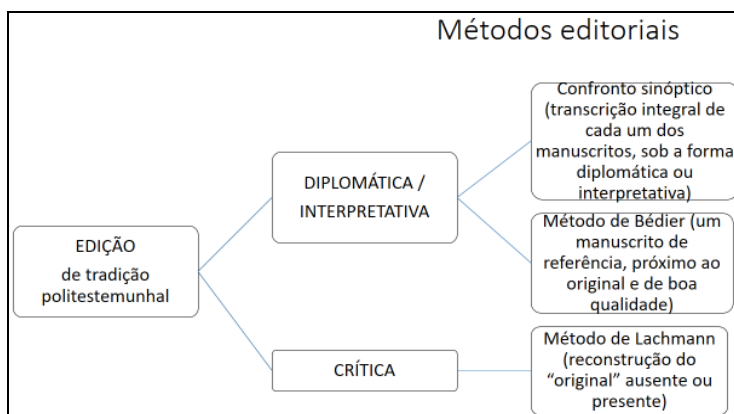 Métodos editoriais
Confronto sinóptico
(transcrição integral de
cada um dos
manuscritos, sob a forma
diplomática ou
interpretativa)
DIPLOMÁTICA /
INTERPRETATIVA
Método de Bédier (um
manuscrito de
referência, próximo ao
original e de boa
qualidade)
EDIÇÃO
de tradição
politestemunhal
CRÍTICA
Método de Lachmann
(reconstrução do
“original” ausente ou
presente)